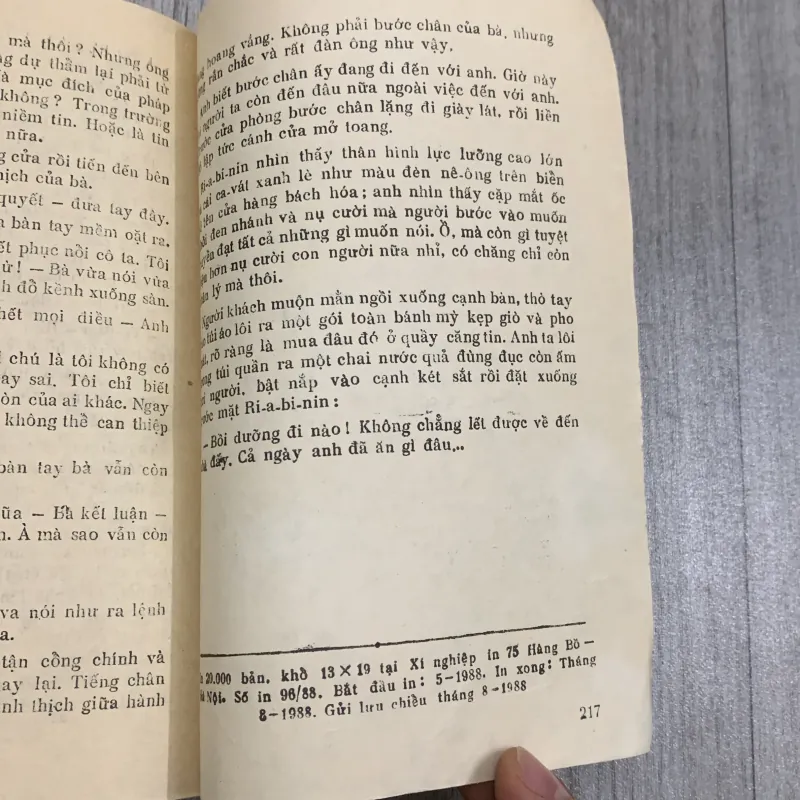 mà thôi? Nhưng ông
dự thầm lại phải từ
là mục đích của pháp
không? Trong trường
niềm tin. Hoặc là tin
nữa.
cửa rồi tiến đến bên
của bà.
quyết — đưa tay đây.
bàn tay mềm oặt ra.
phục nồi cô ta. Tôi
! — Bà vừa nói vừa
đồ kềnh xuống sàn.
hết mọi điều — Anh
chú là tôi không có
sai. Tôi chỉ biết
của ai khác. Ngay
không thể can thiệp
bàn tay bà vẫn còn
— Bà kết luận —
À mà sao vẫn còn
nói như ra lệnh
tận cồng chính và
lại. Tiếng chân
thịch giữa hành
hoang vắng. Không phải bước chân của bà, nhưng
rắn chắc và rất đàn ông như vậy.
biết bước chân ấy đang đi đến với anh. Giờ này
người ta còn đến đâu nữa ngoài việc đến với anh.
cửa phòng bước chân lặng đi giây lát, rồi liền
lập tức cánh cửa mở toang.
Ri-a-bi-nin nhìn thấy thân hình lực lưỡng cao lớn
cái ca-vát xanh lè như màu đèn nê-ông trên biển
tên cửa hàng bách hóa; anh nhìn thấy cặp mắt ốc
đen nhánh và nụ cười mà người bước vào muốn
đạt tất cả những gì muốn nói. Ồ, mà còn gì tuyệt
hơn nụ cười con người nữa nhỉ, có chăng chỉ còn
lý mà thôi.
Người khách muộn mằn ngồi xuống cạnh bàn, thò tay
túi áo lôi ra một gói toàn bánh mỳ kẹp giò và pho
rõ ràng là mua đâu đó ở quầy căng tin. Anh ta lôi
túi quần ra một chai nước quả đùng đục còn ấm
người, bật nắp vào cạnh két sắt rồi đặt xuống
mặt Ri-a-bi-nin:
—Bồi dưỡng đi nào! Không chẳng lết được về đến
đấy. Cả ngày anh đã ăn gì đâu...
20.000 bản, khổ 13 × 19 tại Xí nghiệp in 75 Hàng Bồ —
Nội. Số in 96/88. Bắt đầu in: 5-1988. In xong: Tháng
8-1988. Gửi lưu chiều tháng 8-1988
217